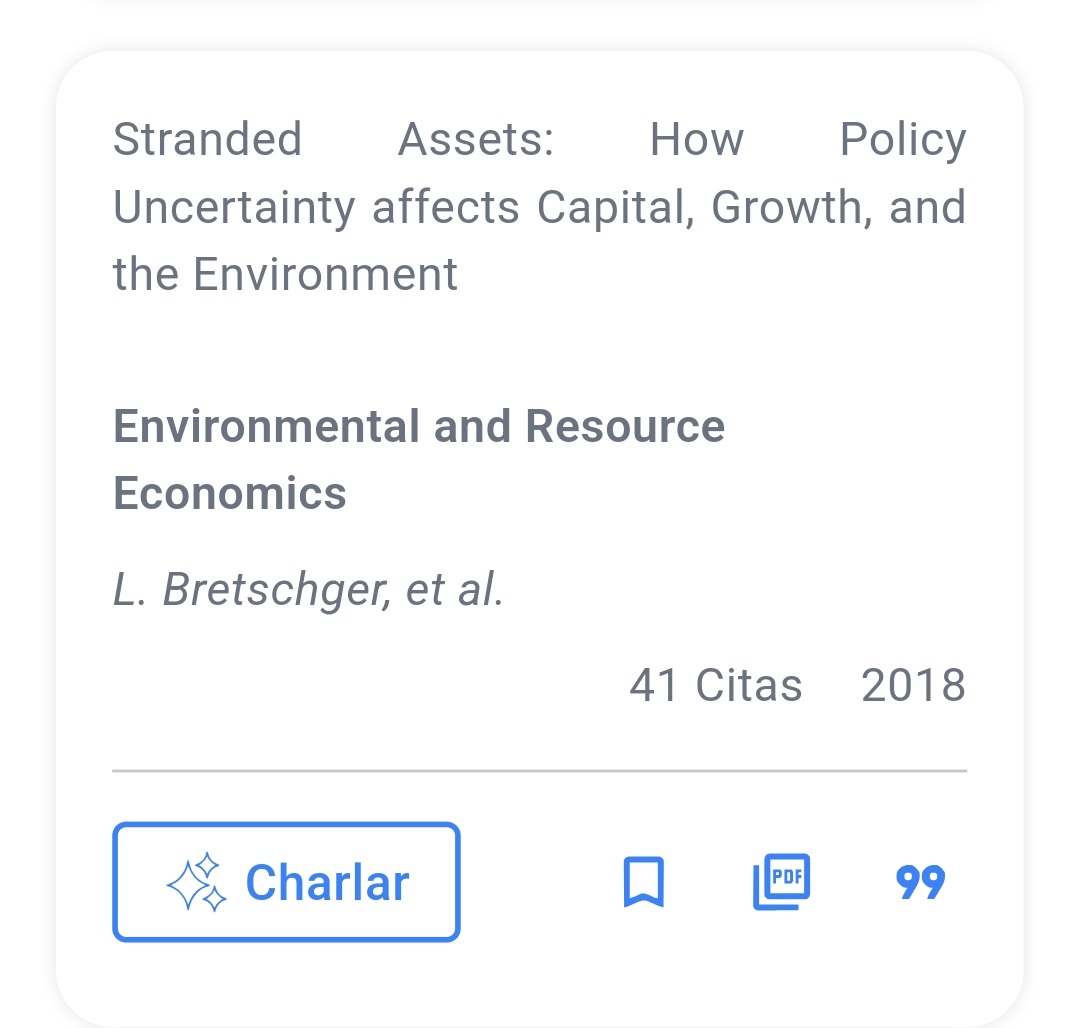 Stranded Assets: How Policy
Uncertainty affects Capital, Growth, and
the Environment
Environmental and Resource
Economics
L. Bretschger, et al.
41 Citas 2018
Charlar
PDF